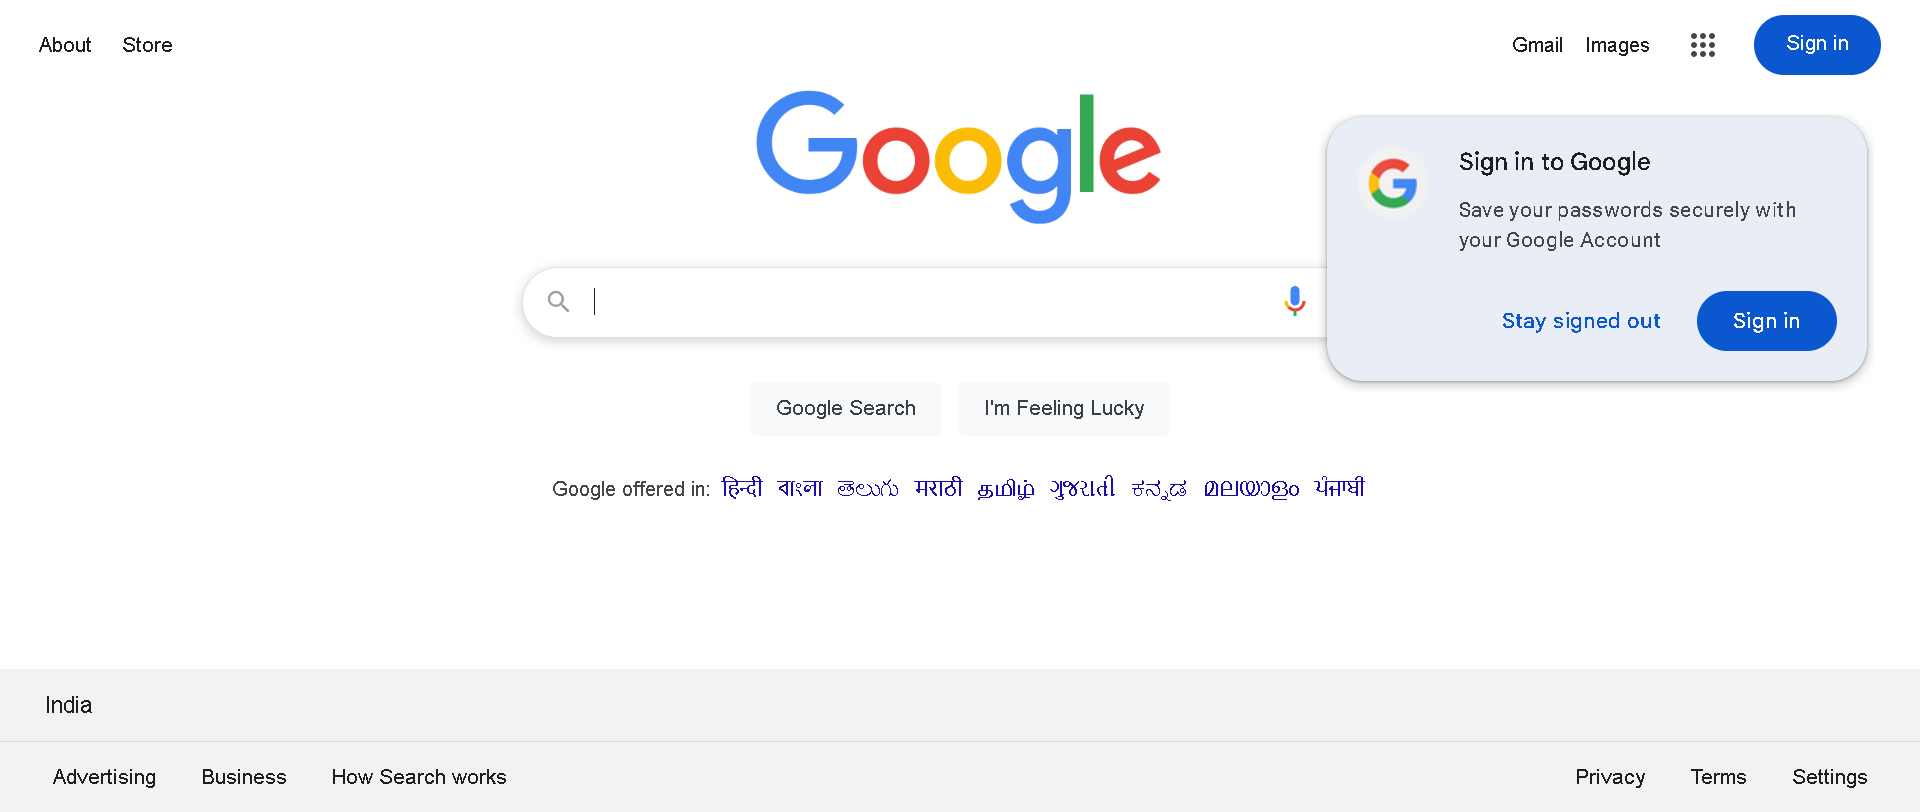 About Store Gmail Images Sign in
Google
Sign in to Google
Save your passwords securely with
your Google Account
Stay signed out Sign in
Google Search I'm Feeling Lucky
Google offered in: हिन्दी বাংলা తెలుగు मराठी தமிழ் ગુજરાતી ಕನ್ನಡ മലയാളം ਪੰਜਾਬੀ
India
Advertising Business How Search works Privacy Terms Settings